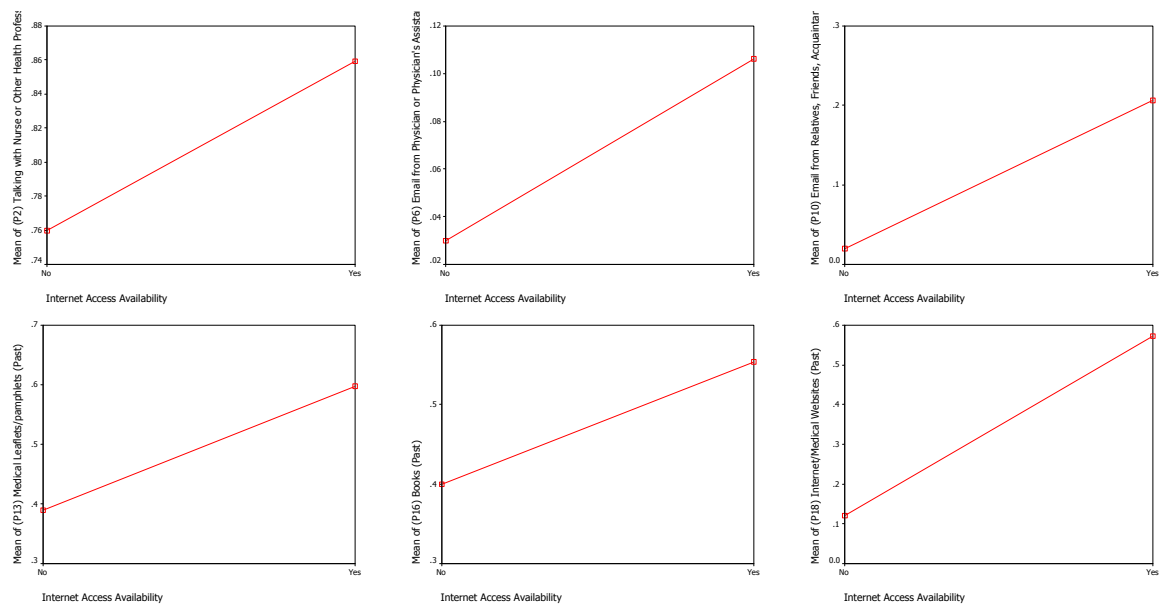 Mean of (P2) Talking with Nurse or Other Health Profess
.88
.86
.84
.82
.80
.78
.76
.74
No
Yes
Internet Access Availability
Mean of (P6) Email from Physician or Physician's Assista
.12
.10
.08
.06
.04
.02
No
Yes
Internet Access Availability
Mean of (P10) Email from Relatives, Friends, Acquaintan
.3
.2
.1
0.0
No
Yes
Internet Access Availability
Mean of (P13) Medical Leaflets/pamphlets (Past)
.7
.6
.5
.4
.3
No
Yes
Internet Access Availability
Mean of (P16) Books (Past)
.6
.5
.4
.3
No
Yes
Internet Access Availability
Mean of (P18) Internet/Medical Websites (Past)
.6
.5
.4
.3
.2
.1
0.0
No
Yes
Internet Access Availability